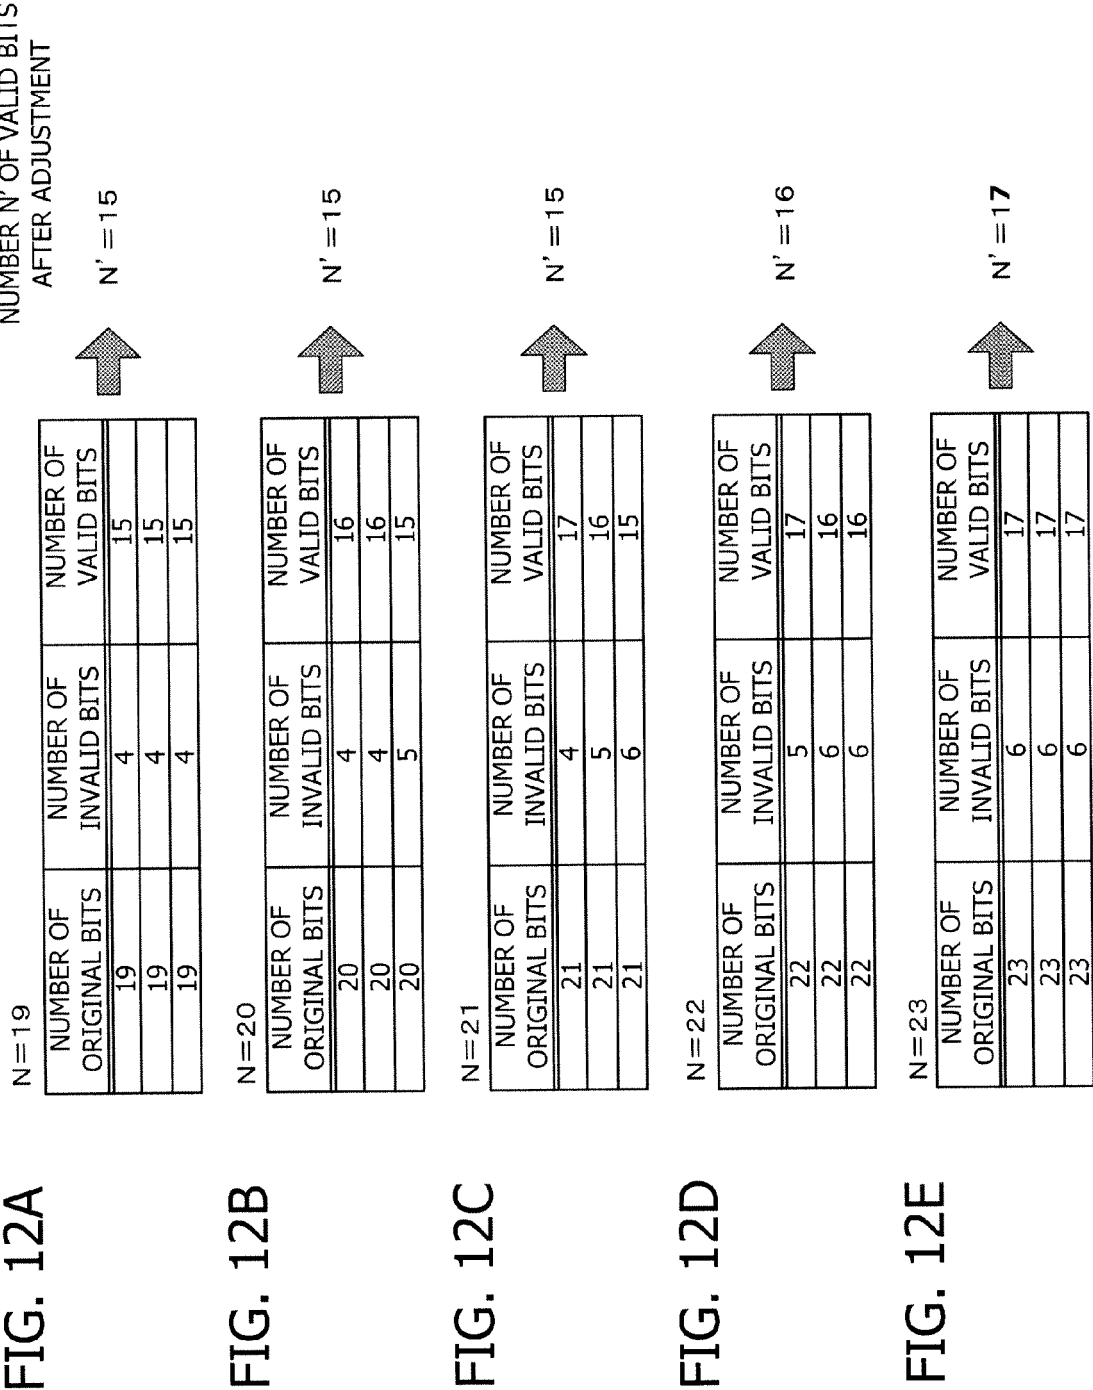 NUMBER N' OF VALID BITS
AFTER ADJUSTMENT
FIG. 12A
N=19
NUMBER OF ORIGINAL BITS NUMBER OF INVALID BITS NUMBER OF VALID BITS
19 4 15
19 4 15
19 4 15
N'=15
FIG. 12B
N=20
NUMBER OF ORIGINAL BITS NUMBER OF INVALID BITS NUMBER OF VALID BITS
20 4 16
20 4 16
20 5 15
N'=15
FIG. 12C
N=21
NUMBER OF ORIGINAL BITS NUMBER OF INVALID BITS NUMBER OF VALID BITS
21 4 17
21 5 16
21 6 15
N'=15
FIG. 12D
N=22
NUMBER OF ORIGINAL BITS NUMBER OF INVALID BITS NUMBER OF VALID BITS
22 5 17
22 6 16
22 6 16
N'=16
FIG. 12E
N=23
NUMBER OF ORIGINAL BITS NUMBER OF INVALID BITS NUMBER OF VALID BITS
23 6 17
23 6 17
23 6 17
N'=17